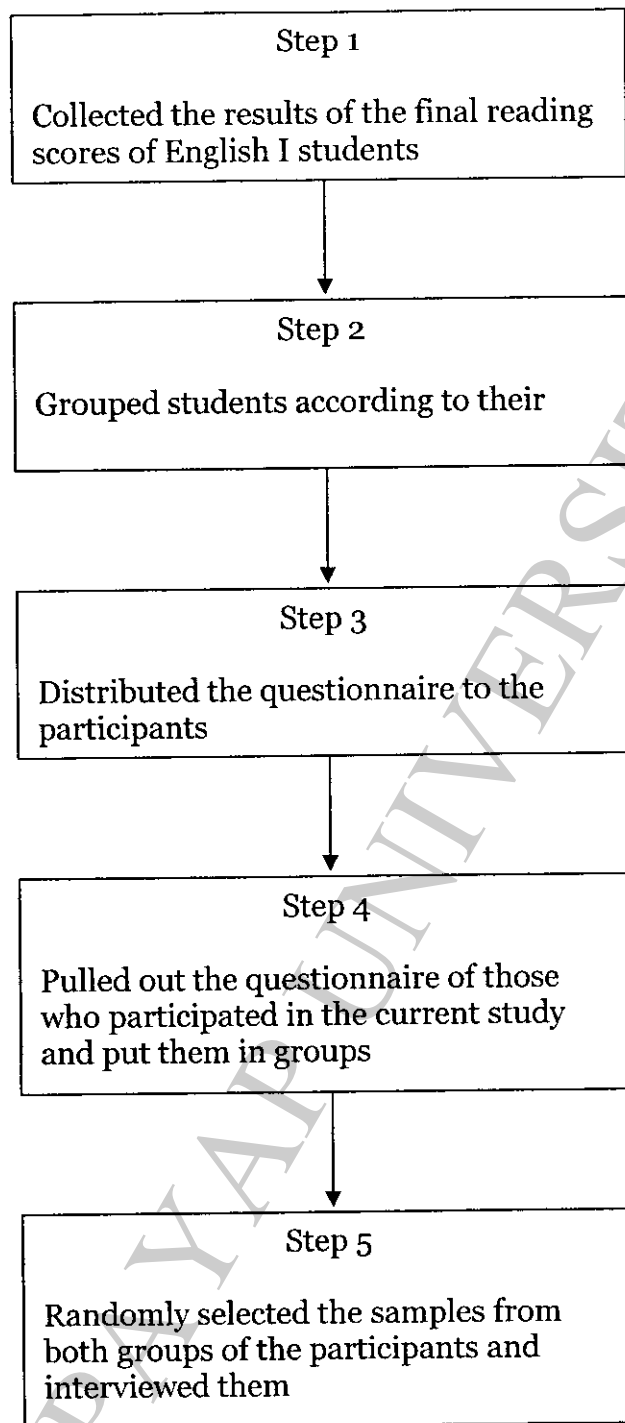 Step 1
Collected the results of the final reading
scores of English I students
Step 2
Grouped students according to their
Step 3
Distributed the questionnaire to the
participants
Step 4
Pulled out the questionnaire of those
who participated in the current study
and put them in groups
Step 5
Randomly selected the samples from
both groups of the participants and
interviewed them
PAYAP UNIVERSIT